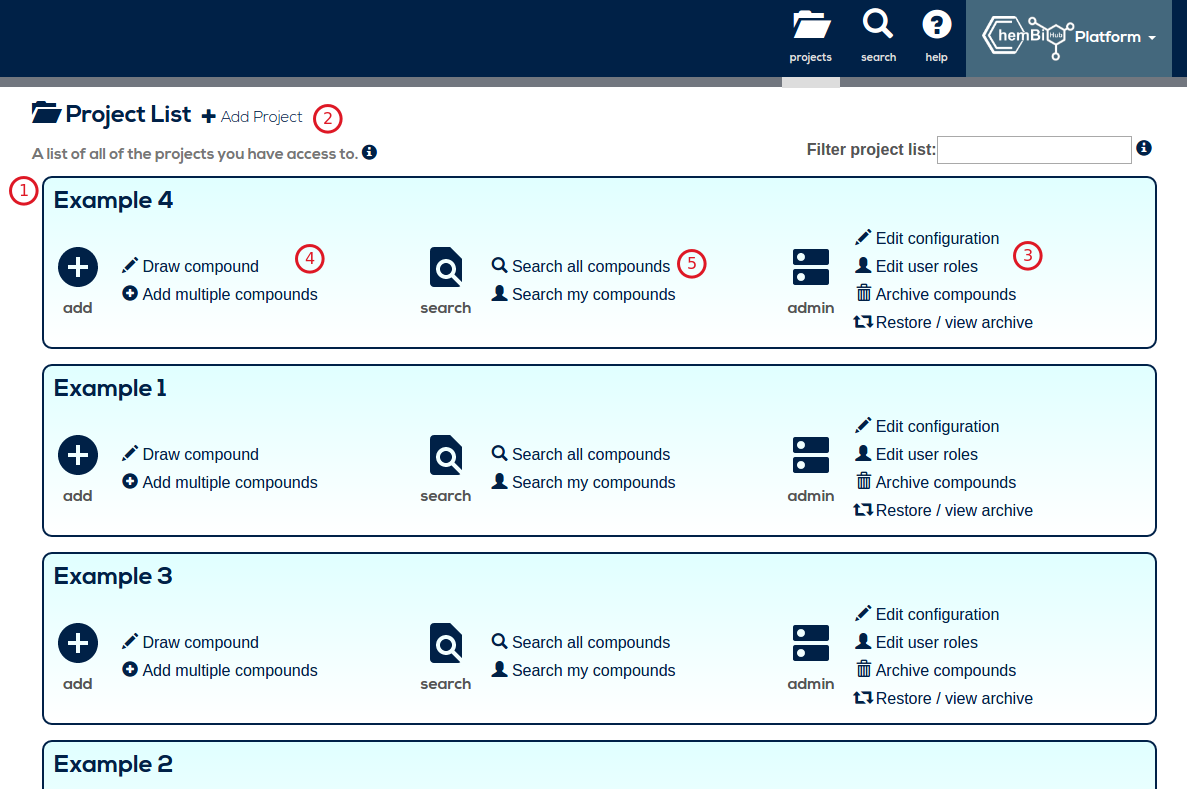 projects search help
hemBi Hub Platform
Project List + Add Project 2
A list of all of the projects you have access to.
Filter project list:
1
Example 4
add
Draw compound 4
Add multiple compounds
search
Search all compounds 5
Search my compounds
admin
Edit configuration
Edit user roles 3
Archive compounds
Restore / view archive
Example 1
add
Draw compound
Add multiple compounds
search
Search all compounds
Search my compounds
admin
Edit configuration
Edit user roles
Archive compounds
Restore / view archive
Example 3
add
Draw compound
Add multiple compounds
search
Search all compounds
Search my compounds
admin
Edit configuration
Edit user roles
Archive compounds
Restore / view archive
Example 2